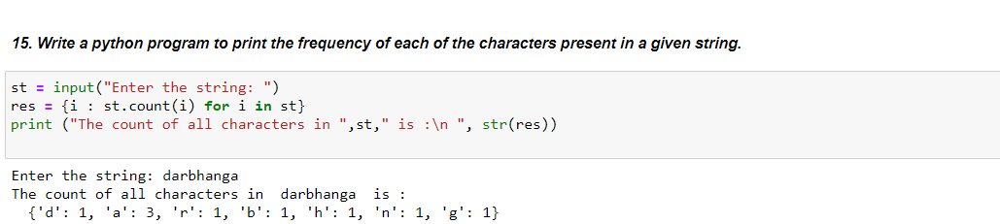 15. Write a python program to print the frequency of each of the characters present in a given string.
st = input("Enter the string: ")
res = {i : st.count(i) for i in st}
print ("The count of all characters in ",st," is :\n ", str(res))
Enter the string: darbhanga
The count of all characters in  darbhanga  is :
  {'d': 1, 'a': 3, 'r': 1, 'b': 1, 'h': 1, 'n': 1, 'g': 1}